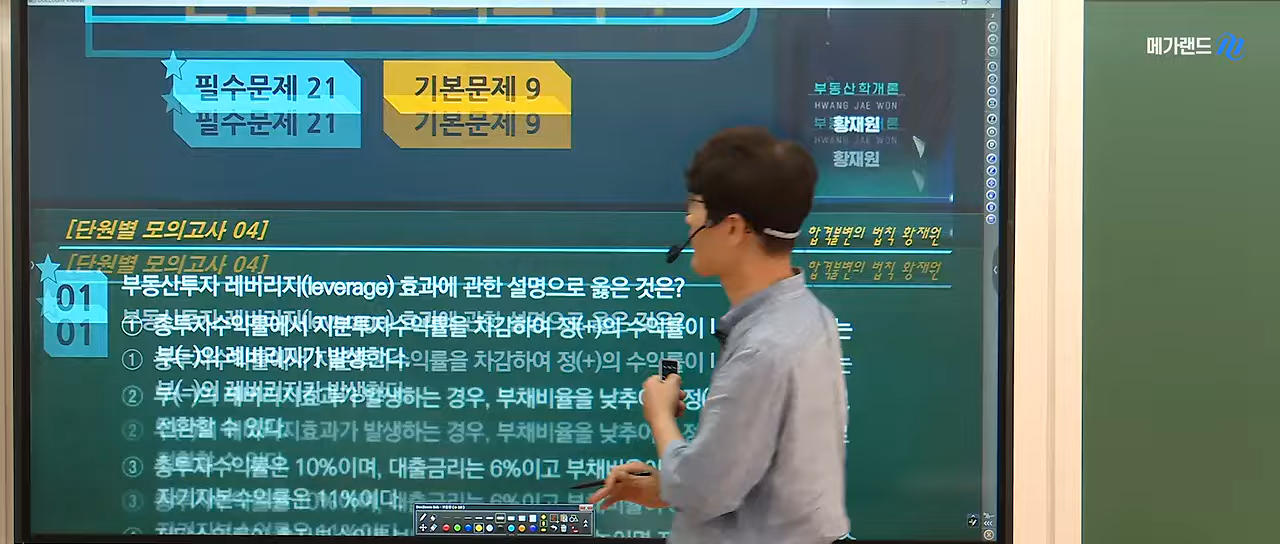 메가랜드
필수문제 21
기본문제 9
필수문제 21
기본문제 9
부동산학개론
HWANG JAE WON
황재원
HWANG JAE WON
황재원
[단원별 모의고사 04]
합격불변의 법칙 황재원
[단원별 모의고사 04]
합격불변의 법칙 황재원
01
부동산투자 레버리지(leverage) 효과에 관한 설명으로 옳은 것은?
01
① 총투자수익률에서 지분투자수익률을 차감하여 정(+)의 수익률이
부(-)의 레버리지가 발생한다.
② 부(-)의 레버리지효과가 발생하는 경우, 부채비율을 낮추
전환할 수 있다.
③ 총투자수익률은 10%이며, 대출금리는 6%이고
자기자본수익률은 11%이다.